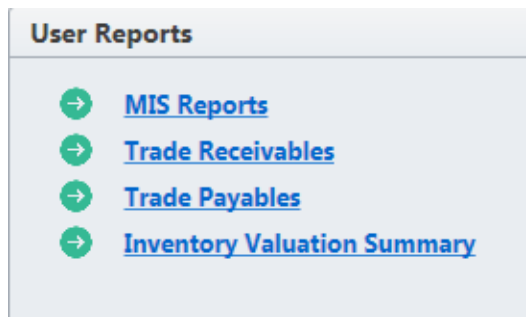 User Reports
MIS Reports
Trade Receivables
Trade Payables
Inventory Valuation Summary